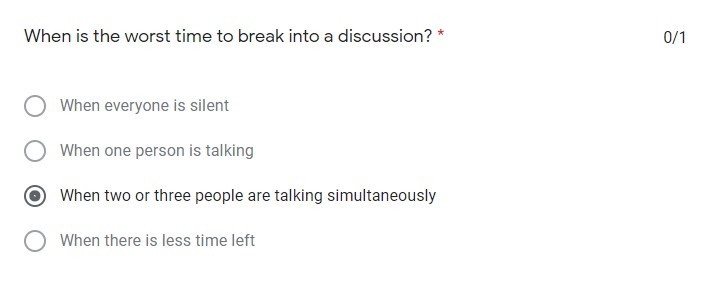 When is the worst time to break into a discussion? * 0/1
When everyone is silent
When one person is talking
When two or three people are talking simultaneously
When there is less time left